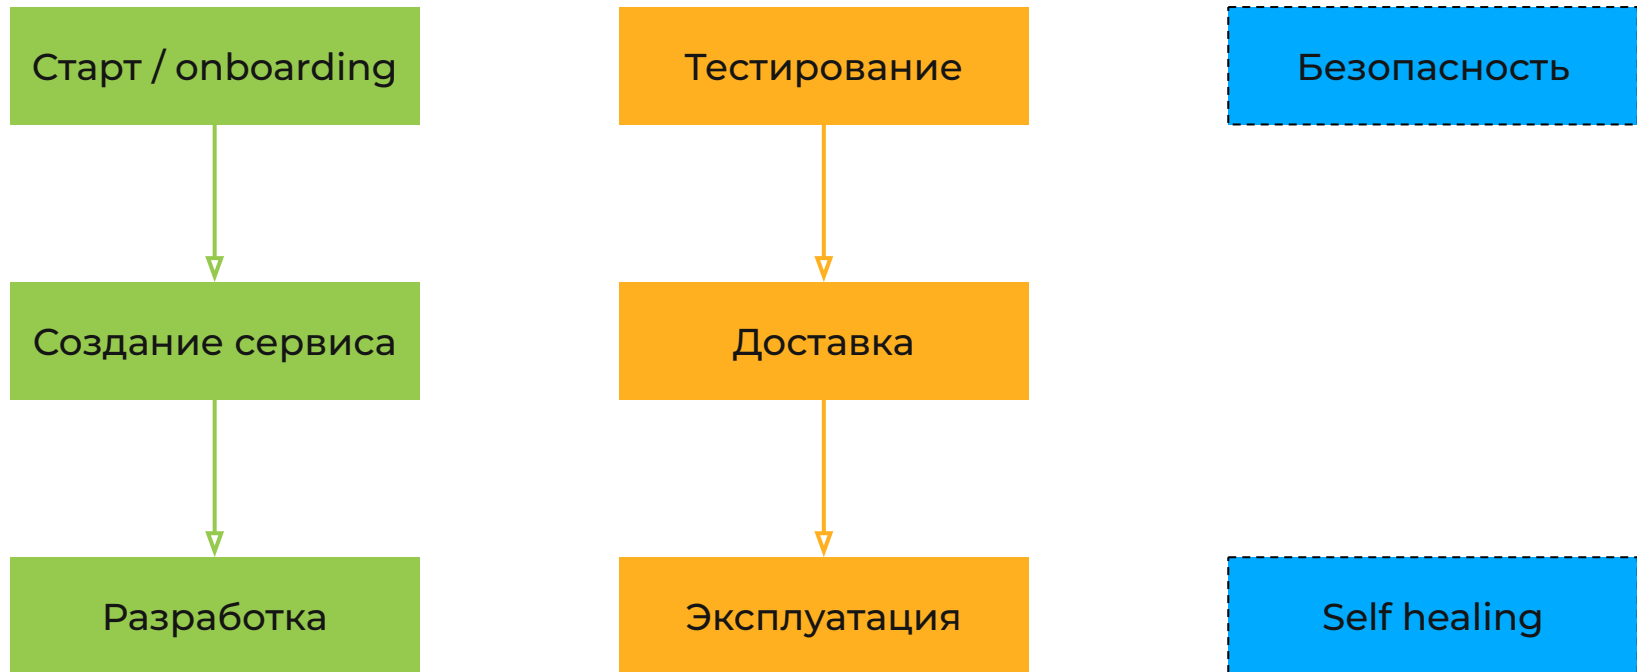 Старт / onboarding
Создание сервиса
Разработка
Тестирование
Доставка
Эксплуатация
Безопасность
Self healing